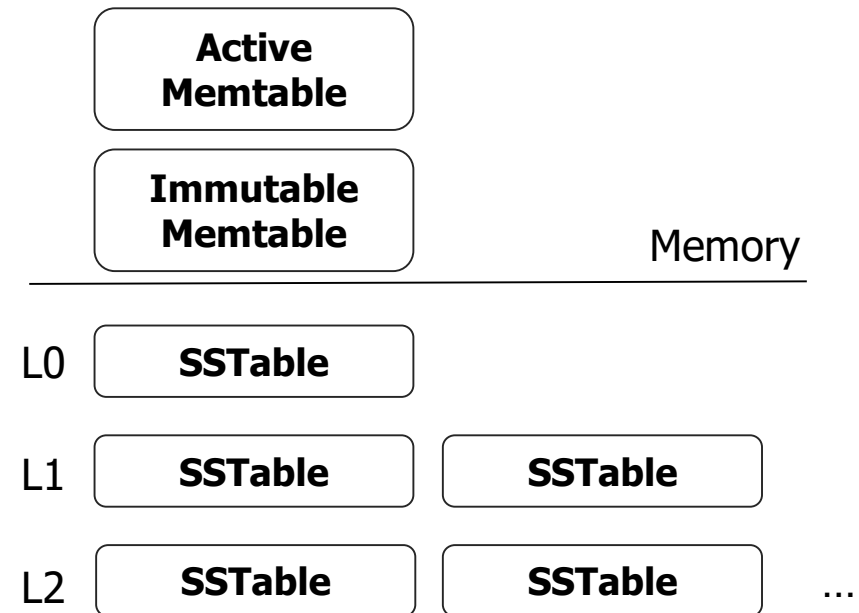 Active
Memtable
Immutable
Memtable
Memory
L0 SSTable
L1 SSTable SSTable
L2 SSTable SSTable ...